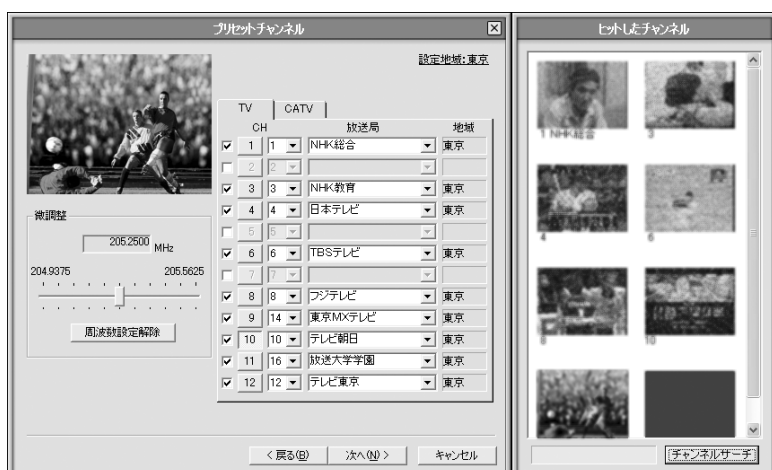 プリセットチャンネル
設定地域:東京
TV CATV
CH 放送局 地域
1 1 NHK総合 東京
2 2
3 3 NHK教育 東京
4 4 日本テレビ 東京
5 5
6 6 TBSテレビ 東京
7 7
8 8 フジテレビ 東京
9 14 東京MXテレビ 東京
10 10 テレビ朝日 東京
11 16 放送大学学園 東京
12 12 テレビ東京 東京
微調整
205.2500 MHz
204.9375 205.5625
周波数設定解除
< 戻る(B) 次へ(N) > キャンセル
ヒットしたチャンネル
1 NHK総合 3
4 6
8 10
チャンネルサーチ